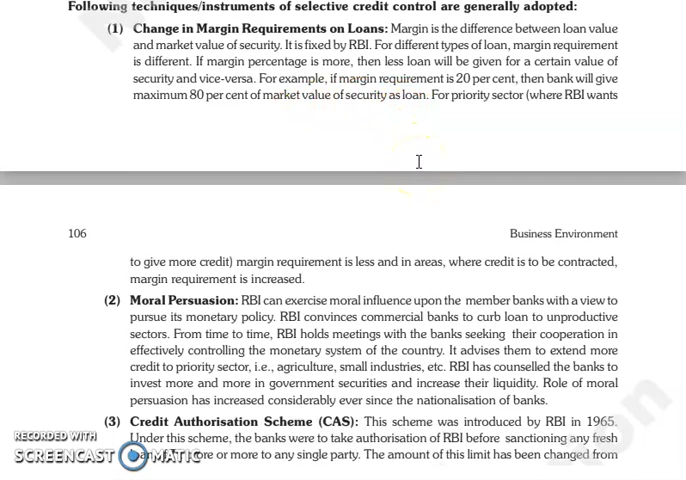 Following techniques/instruments of selective credit control are generally adopted:
(1) Change in Margin Requirements on Loans: Margin is the difference between loan value
and market value of security. It is fixed by RBI. For different types of loan, margin requirement
is different. If margin percentage is more, then less loan will be given for a certain value of
security and vice-versa. For example, if margin requirement is 20 per cent, then bank will give
maximum 80 per cent of market value of security as loan. For priority sector (where RBI wants
106 Business Environment
to give more credit) margin requirement is less and in areas, where credit is to be contracted,
margin requirement is increased.
(2) Moral Persuasion: RBI can exercise moral influence upon the member banks with a view to
pursue its monetary policy. RBI convinces commercial banks to curb loan to unproductive
sectors. From time to time, RBI holds meetings with the banks seeking their cooperation in
effectively controlling the monetary system of the country. It advises them to extend more
credit to priority sector, i.e., agriculture, small industries, etc. RBI has counselled the banks to
invest more and more in government securities and increase their liquidity. Role of moral
persuasion has increased considerably ever since the nationalisation of banks.
(3) Credit Authorisation Scheme (CAS): This scheme was introduced by RBI in 1965.
Under this scheme, the banks were to take authorisation of RBI before sanctioning any fresh
or more to any single party. The amount of this limit has been changed from
RECORDED WITH
SCREENCAST MATIC